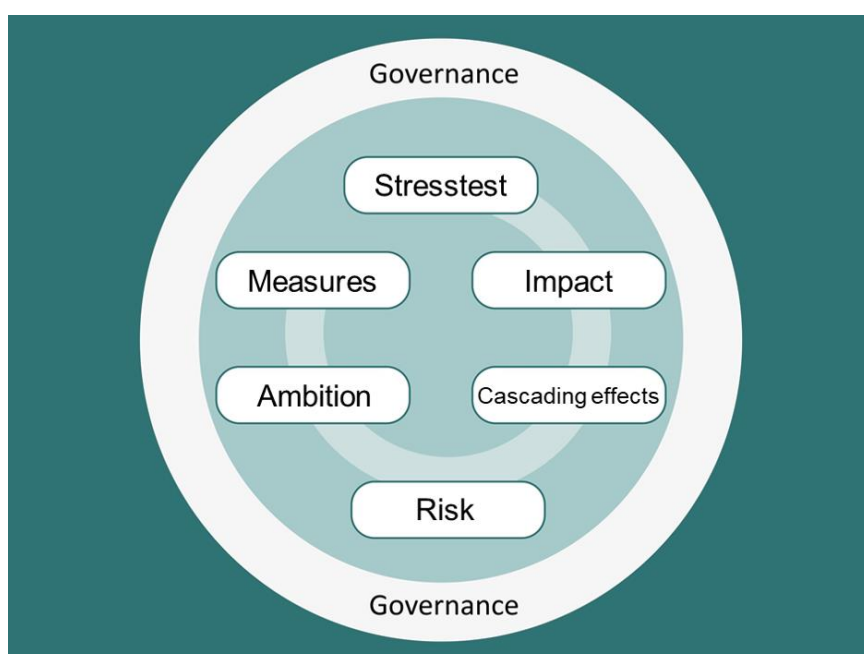 Governance
Stresstest
Measures
Impact
Ambition
Cascading effects
Risk
Governance